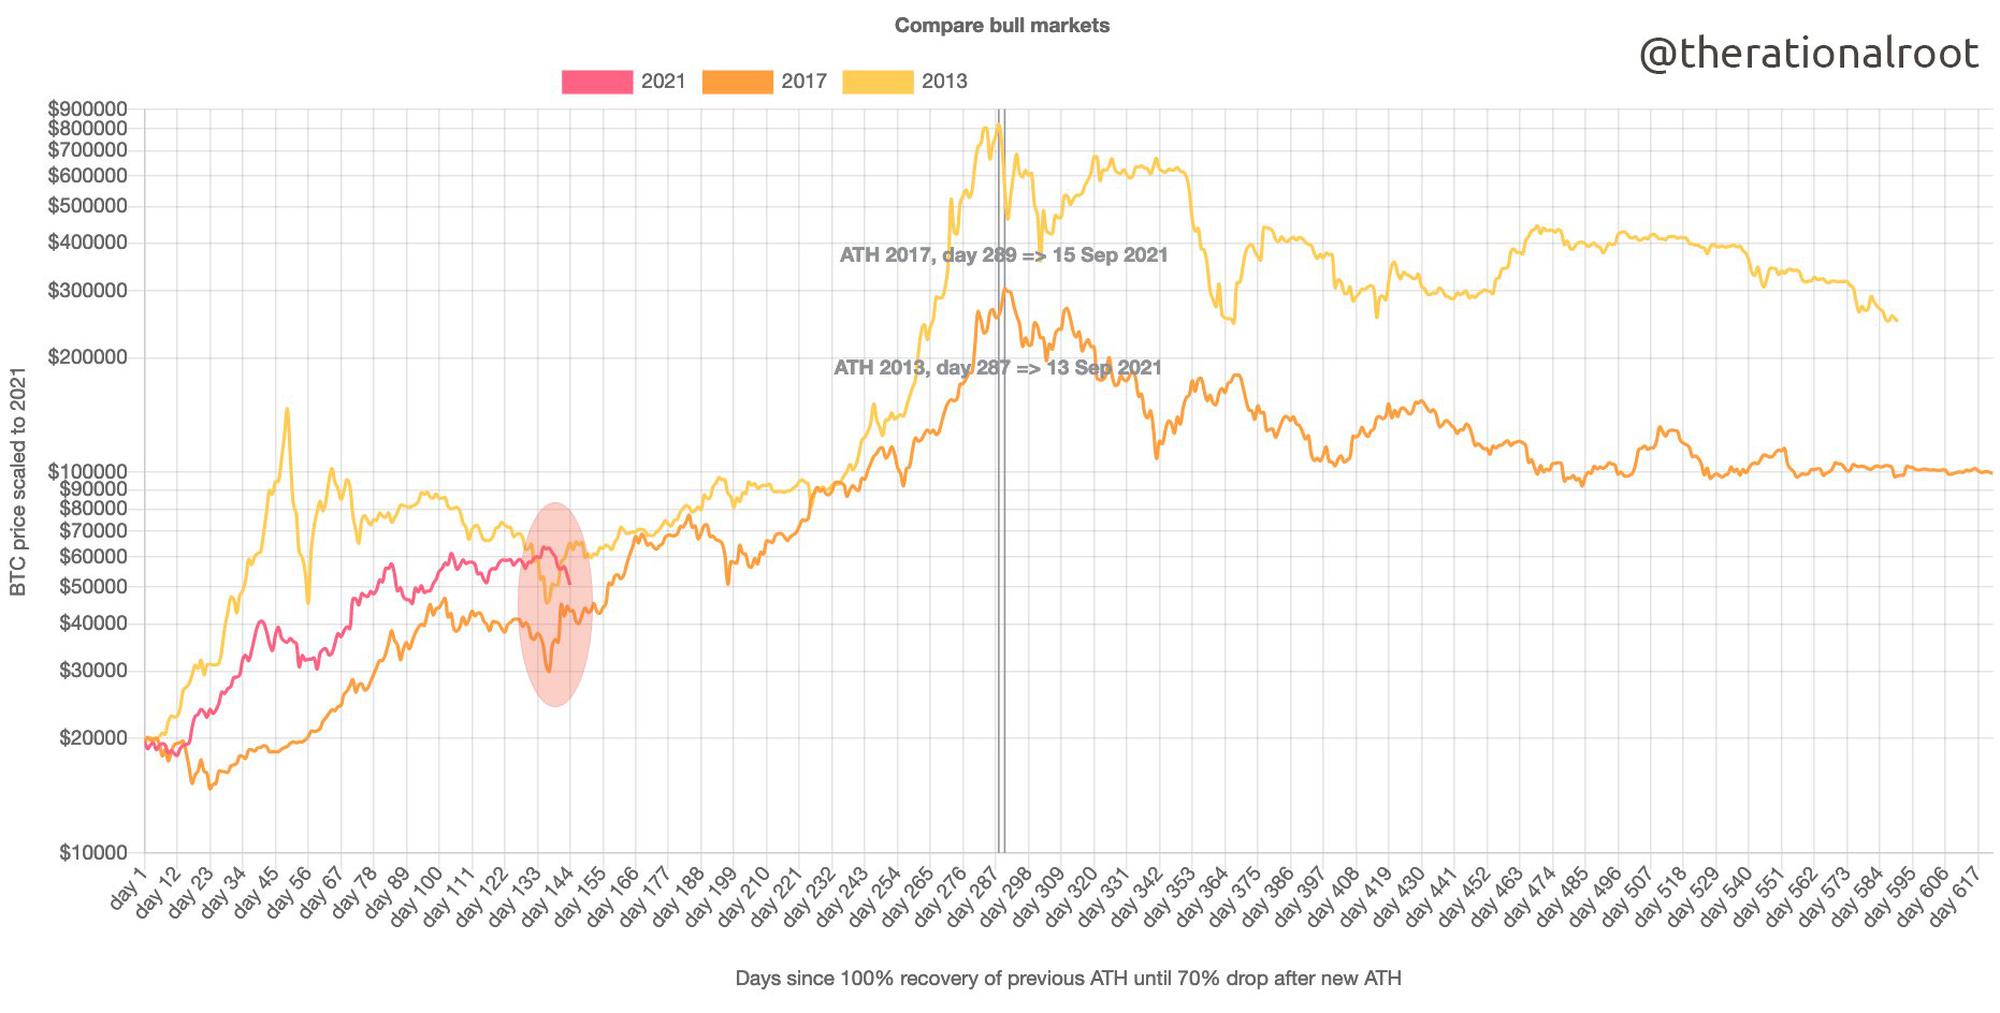 Compare bull markets
@therationalroot
2021 2017 2013
$900000
$800000
$700000
$600000
$500000
$400000
$300000
$200000
$100000
$90000
$80000
$70000
$60000
$50000
$40000
$30000
$20000
$10000
BTC price scaled to 2021
ATH 2017, day 289 => 15 Sep 2021
ATH 2013, day 287 => 13 Sep 2021
day 1 day 12 day 23 day 34 day 45 day 56 day 67 day 78 day 89 day 100 day 111 day 122 day 133 day 144 day 155 day 166 day 177 day 188 day 199 day 210 day 221 day 232 day 243 day 254 day 265 day 276 day 287 day 298 day 309 day 320 day 331 day 342 day 353 day 364 day 375 day 386 day 397 day 408 day 419 day 430 day 441 day 452 day 463 day 474 day 485 day 496 day 507 day 518 day 529 day 540 day 551 day 562 day 573 day 584 day 595 day 606 day 617
Days since 100% recovery of previous ATH until 70% drop after new ATH